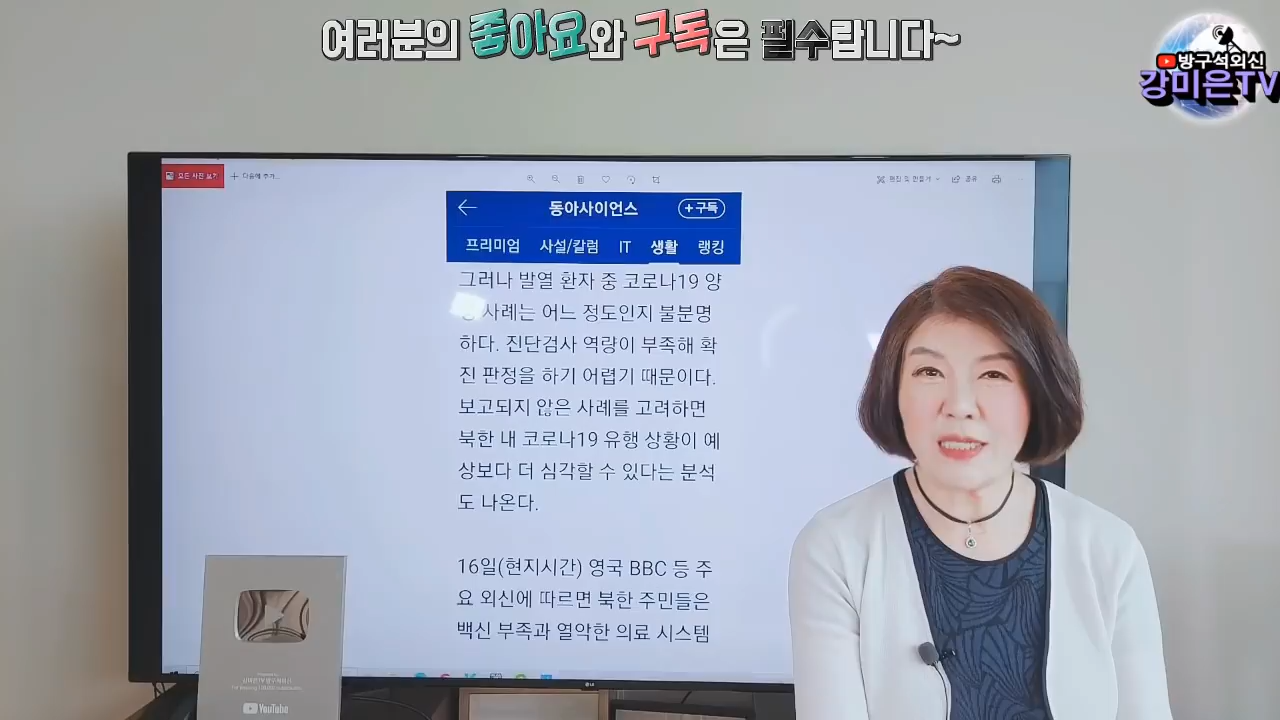 여러분의 좋아요와 구독은 필수랍니다~
방구석외신
강미은TV
모든 사진 보기
동아사이언스
+구독
프리미엄 사설/칼럼 IT 생활 랭킹
그러나 발열 환자 중 코로나19 양
사례는 어느 정도인지 불분명
하다. 진단검사 역량이 부족해 확
진 판정을 하기 어렵기 때문이다.
보고되지 않은 사례를 고려하면
북한 내 코로나19 유행 상황이 예
상보다 더 심각할 수 있다는 분석
도 나온다.
16일(현지시간) 영국 BBC 등 주
요 외신에 따르면 북한 주민들은
백신 부족과 열악한 의료 시스템
YouTube
LG